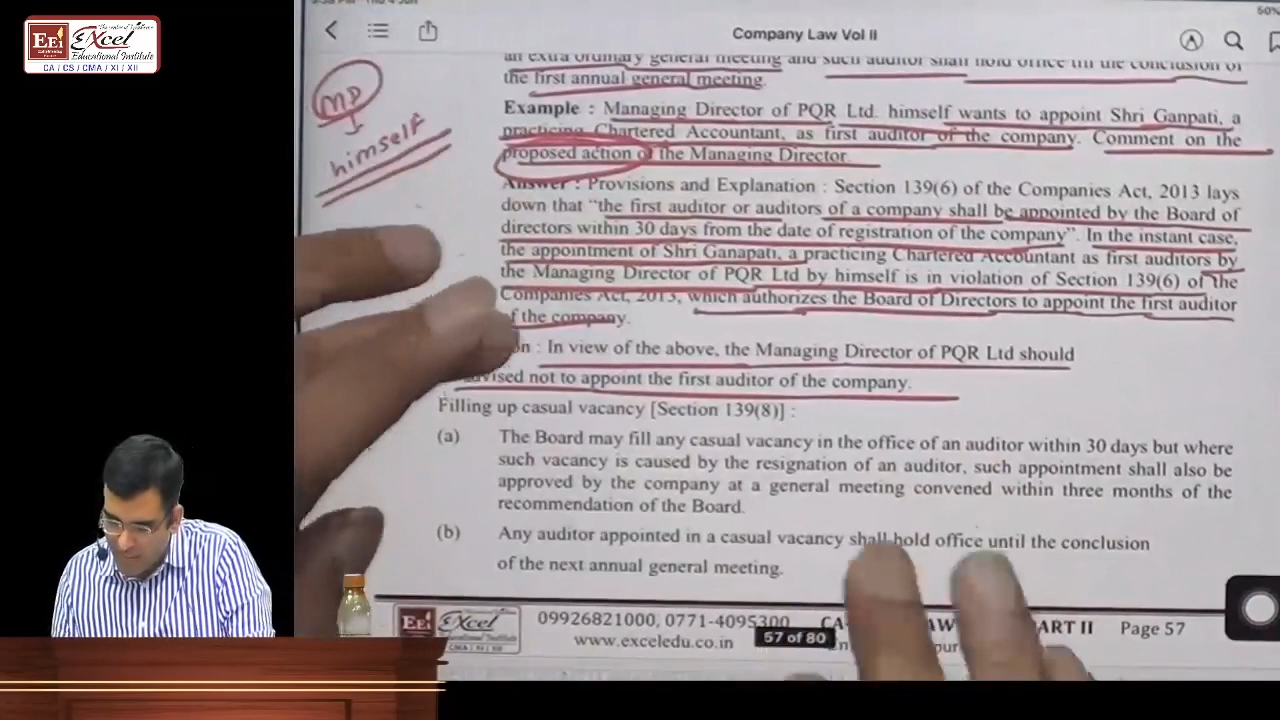 The center of Excellence
EEi Excel
Educational Institute
CA / CS / CMA / XI / XII
Company Law Vol II
50%
an extra ordinary general meeting and such auditor shall hold office till the conclusion of
the first annual general meeting.
MD
himself
Example : Managing Director of PQR Ltd. himself wants to appoint Shri Ganpati, a
practicing Chartered Accountant, as first auditor of the company. Comment on the
proposed action of the Managing Director.
Answer : Provisions and Explanation : Section 139(6) of the Companies Act, 2013 lays
down that “the first auditor or auditors of a company shall be appointed by the Board of
directors within 30 days from the date of registration of the company”. In the instant case,
the appointment of Shri Ganapati, a practicing Chartered Accountant as first auditors by
the Managing Director of PQR Ltd by himself is in violation of Section 139(6) of the
Companies Act, 2013, which authorizes the Board of Directors to appoint the first auditor
of the company.
: In view of the above, the Managing Director of PQR Ltd should
not to appoint the first auditor of the company.
Filling up casual vacancy [Section 139(8)] :
(a) The Board may fill any casual vacancy in the office of an auditor within 30 days but where
such vacancy is caused by the resignation of an auditor, such appointment shall also be
approved by the company at a general meeting convened within three months of the
recommendation of the Board.
(b) Any auditor appointed in a casual vacancy shall hold office until the conclusion
of the next annual general meeting.
EEi Excel
09926821000, 0771-4095300
www.exceledu.co.in
57 of 80
PART II Page 57